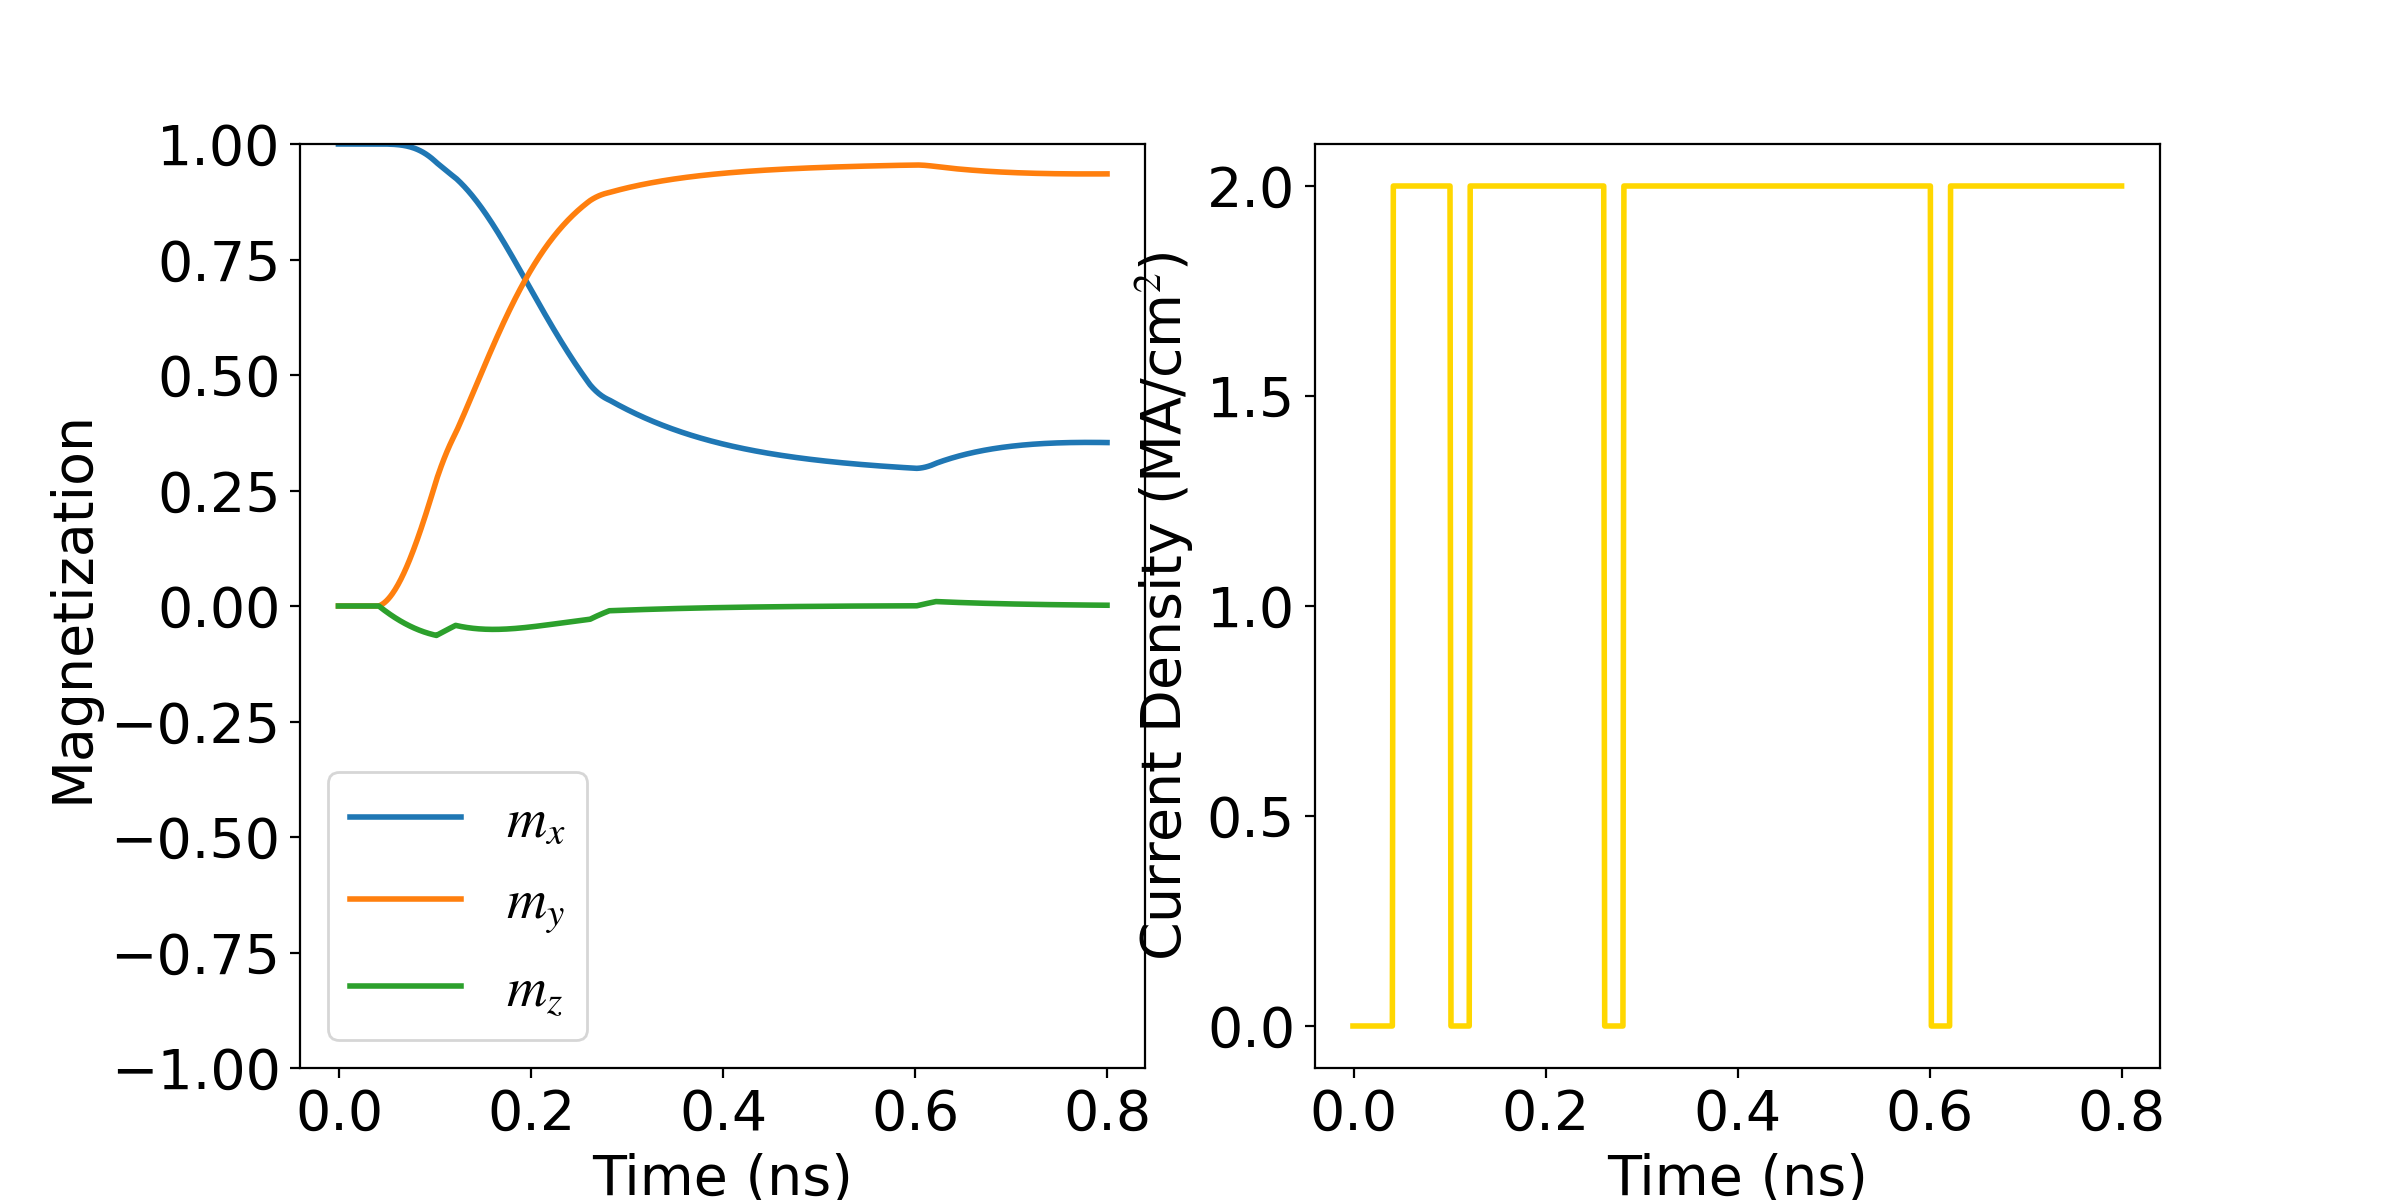 1.00
0.75
0.50
0.25
0.00
−0.25
−0.50
−0.75
−1.00
Magnetization
m_x
m_y
m_z
0.0 0.2 0.4 0.6 0.8
Time (ns)
2.0
1.5
1.0
0.5
0.0
Current Density (MA/cm²)
0.0 0.2 0.4 0.6 0.8
Time (ns)